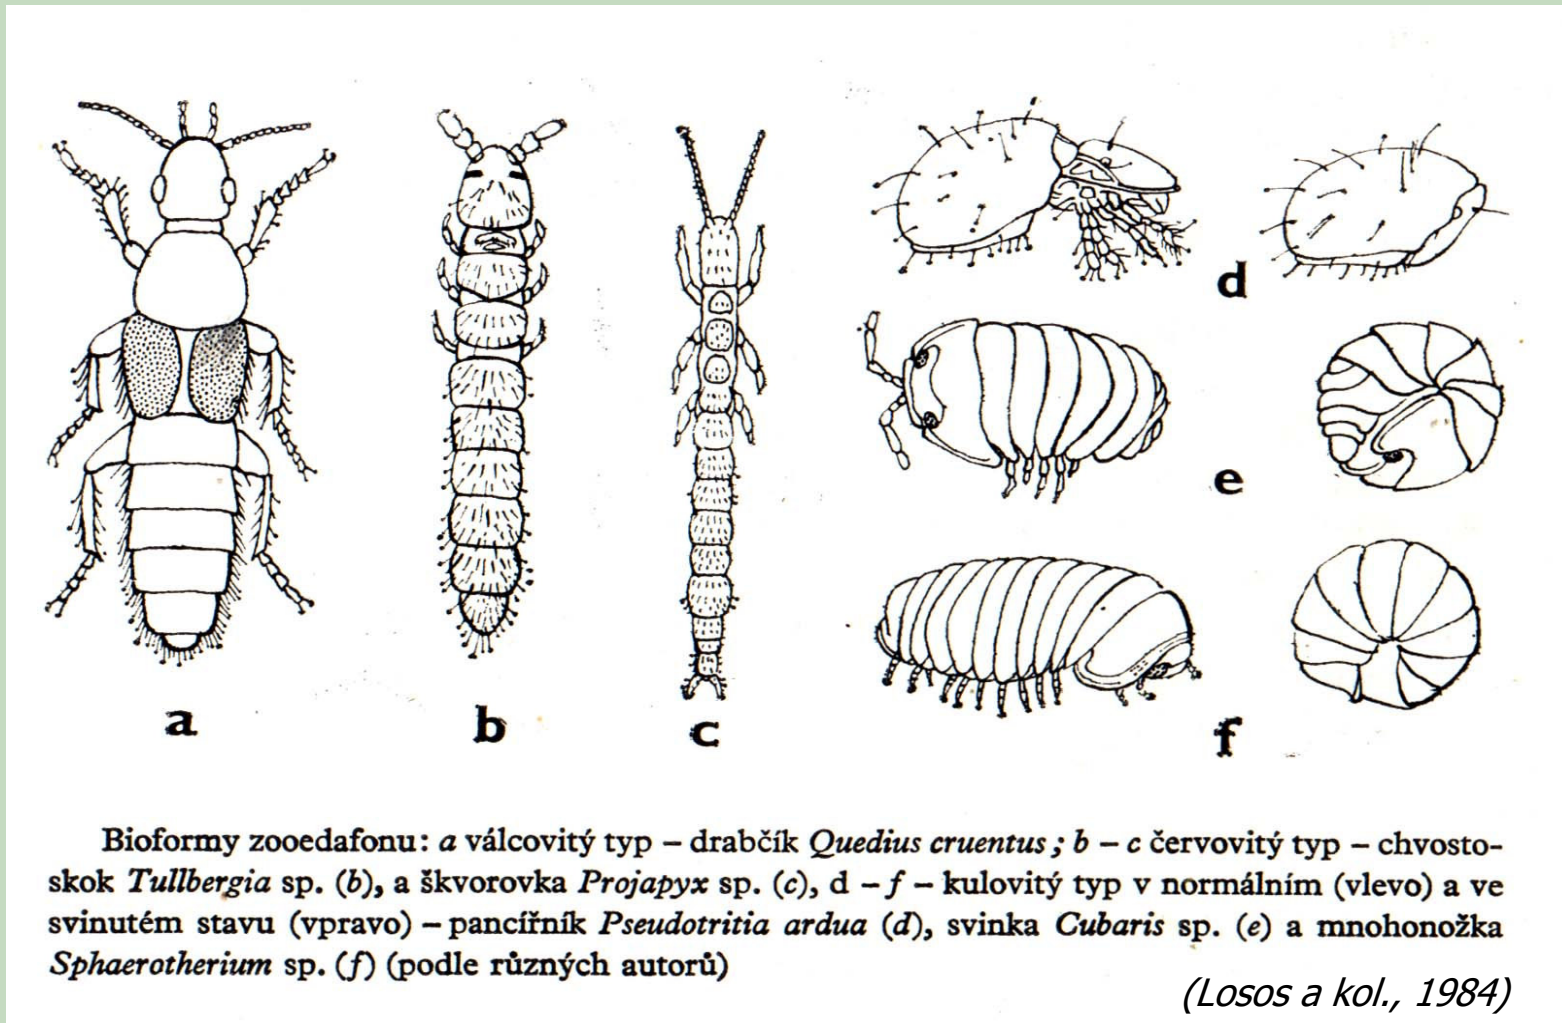 a
b
c
d
e
f
Bioformy zooedafonu: a válcovitý typ – drabčík Quedius cruentus; b – c červovitý typ – chvosto-
skok Tullbergia sp. (b), a škvorovka Projapyx sp. (c), d – f – kulovitý typ v normálním (vlevo) a ve
svinutém stavu (vpravo) – pancířník Pseudotritia ardua (d), svinka Cubaris sp. (e) a mnohonožka
Sphaerotherium sp. (f) (podle různých autorů)
(Losos a kol., 1984)